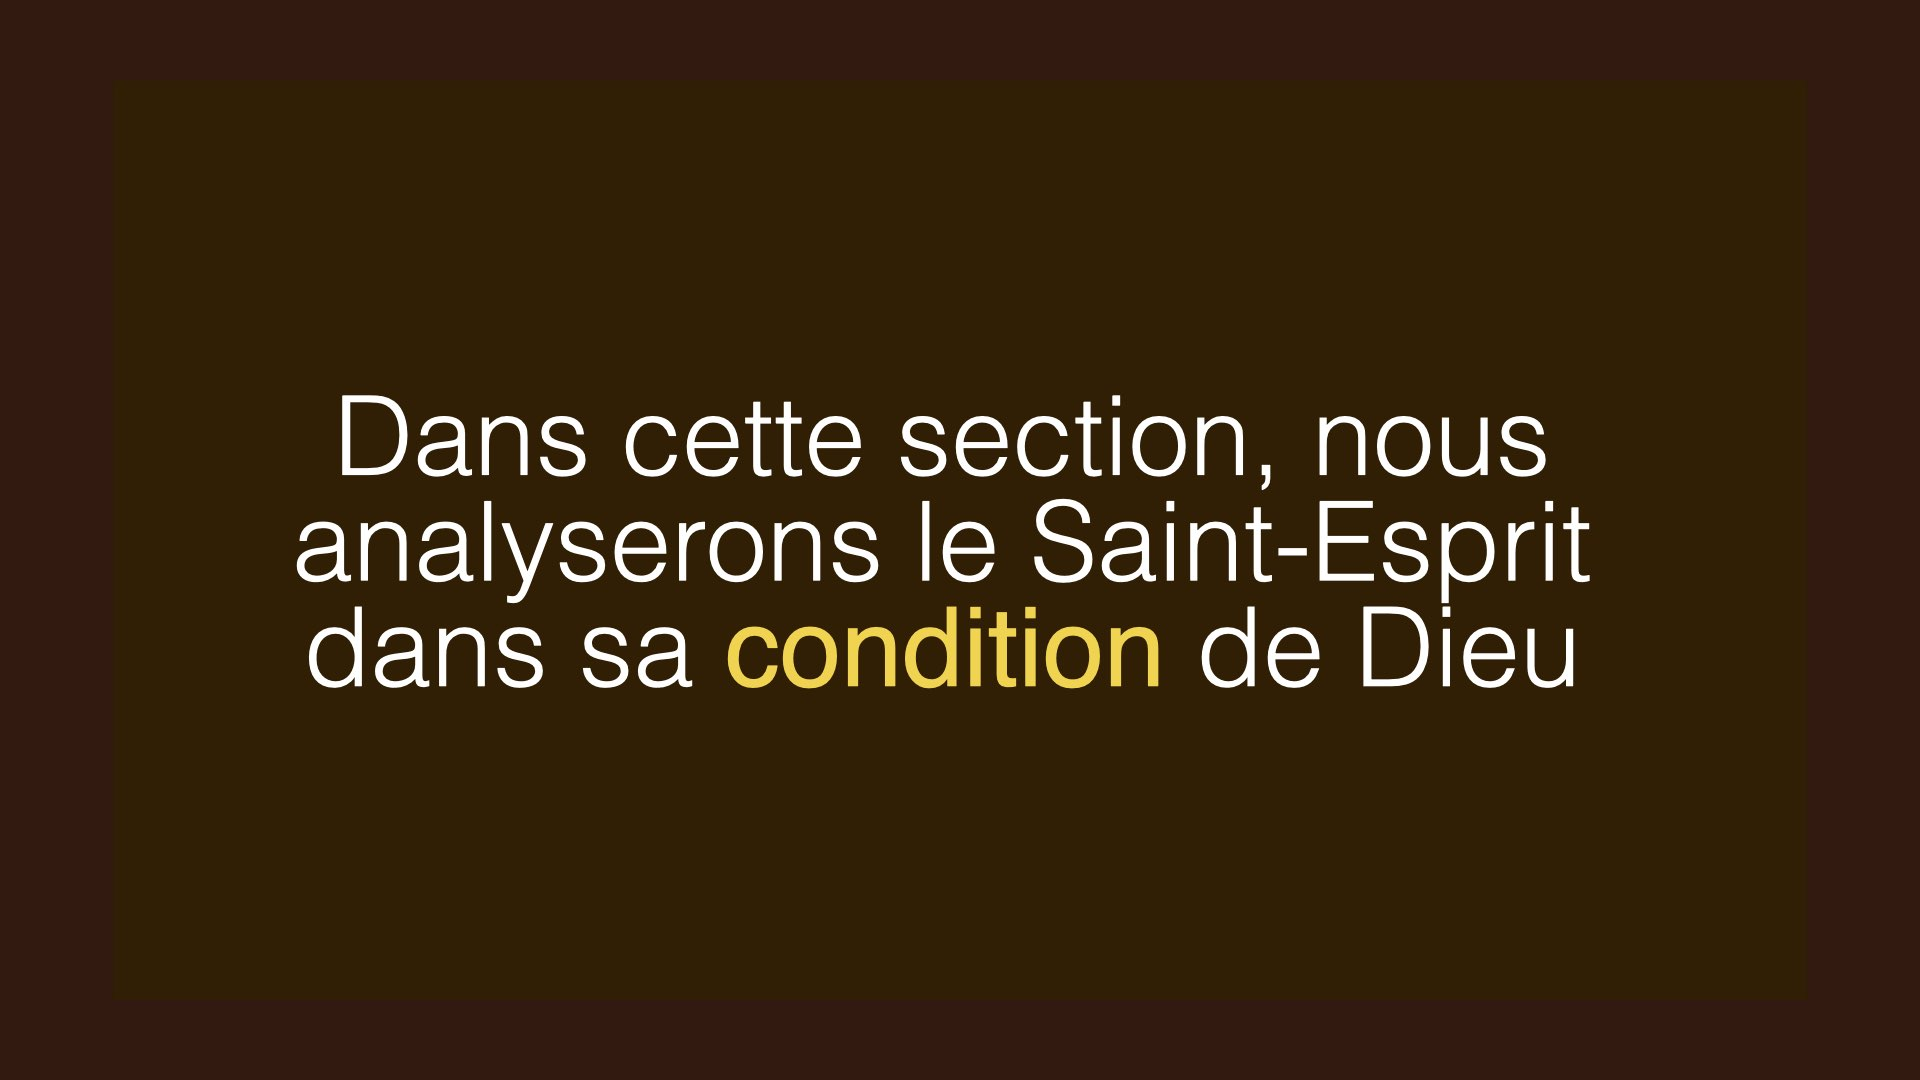 Dans cette section, nous
analyserons le Saint-Esprit
dans sa condition de Dieu